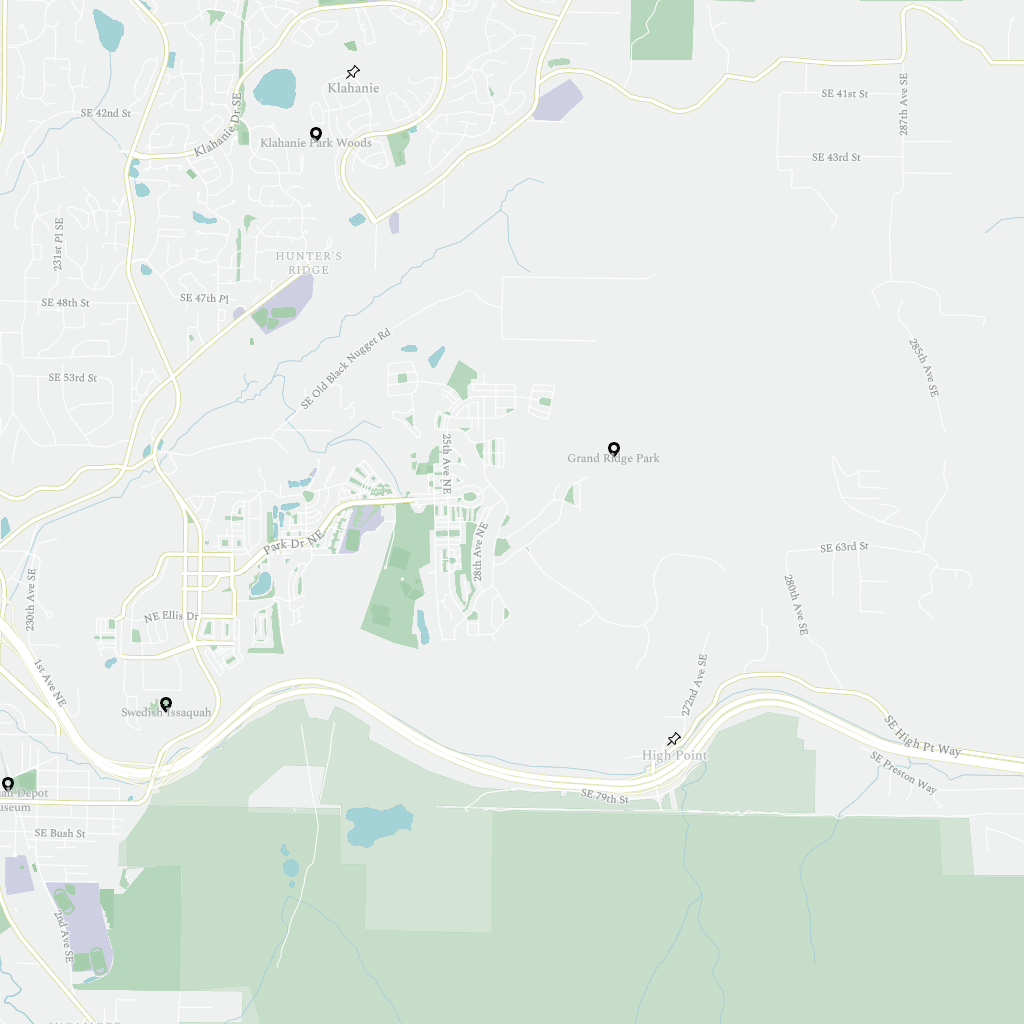 Klahanie
SE 42nd St
Klahanie Dr SE
Klahanie Park Woods
SE 41st St
287th Ave SE
SE 43rd St
231st Pl SE
HUNTER'S
RIDGE
SE 47th Pl
SE 48th St
SE Old Black Nugget Rd
285th Ave SE
SE 53rd St
25th Ave NE
Grand Ridge Park
Park Dr NE
28th Ave NE
SE 63rd St
230th Ave SE
280th Ave SE
NE Ellis Dr
1st Ave NE
272nd Ave SE
Swedish Issaquah
High Point
SE High Pt Way
SE Preston Way
SE 79th St
Depot
SE Bush St
2nd Ave SE